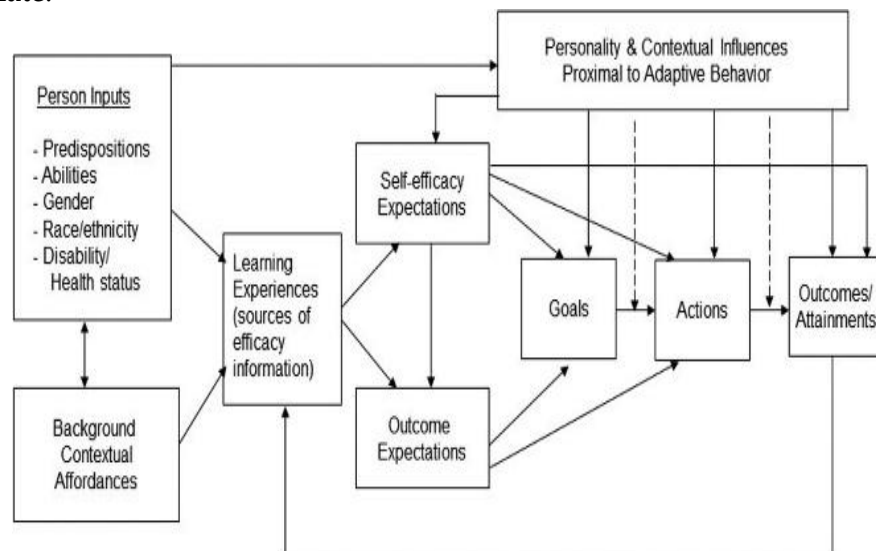 Personality & Contextual Influences
Proximal to Adaptive Behavior
Person Inputs
- Predispositions
- Abilities
- Gender
- Race/ethnicity
- Disability/
Health status
Self-efficacy
Expectations
Learning
Experiences
(sources of
efficacy
information)
Goals
Actions
Outcomes/
Attainments
Background
Contextual
Affordances
Outcome
Expectations